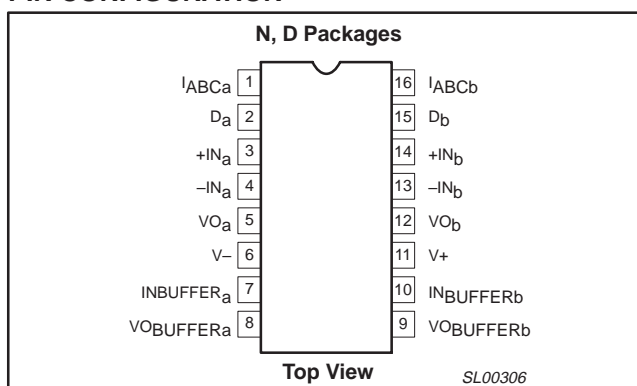 N, D Packages
IABCa 1 16 IABCb
Da 2 15 Db
+INa 3 14 +INb
–INa 4 13 –INb
VOa 5 12 VOb
V– 6 11 V+
INBUFFERa 7 10 INBUFFERb
VOBUFFERa 8 9 VOBUFFERb
Top View
SL00306